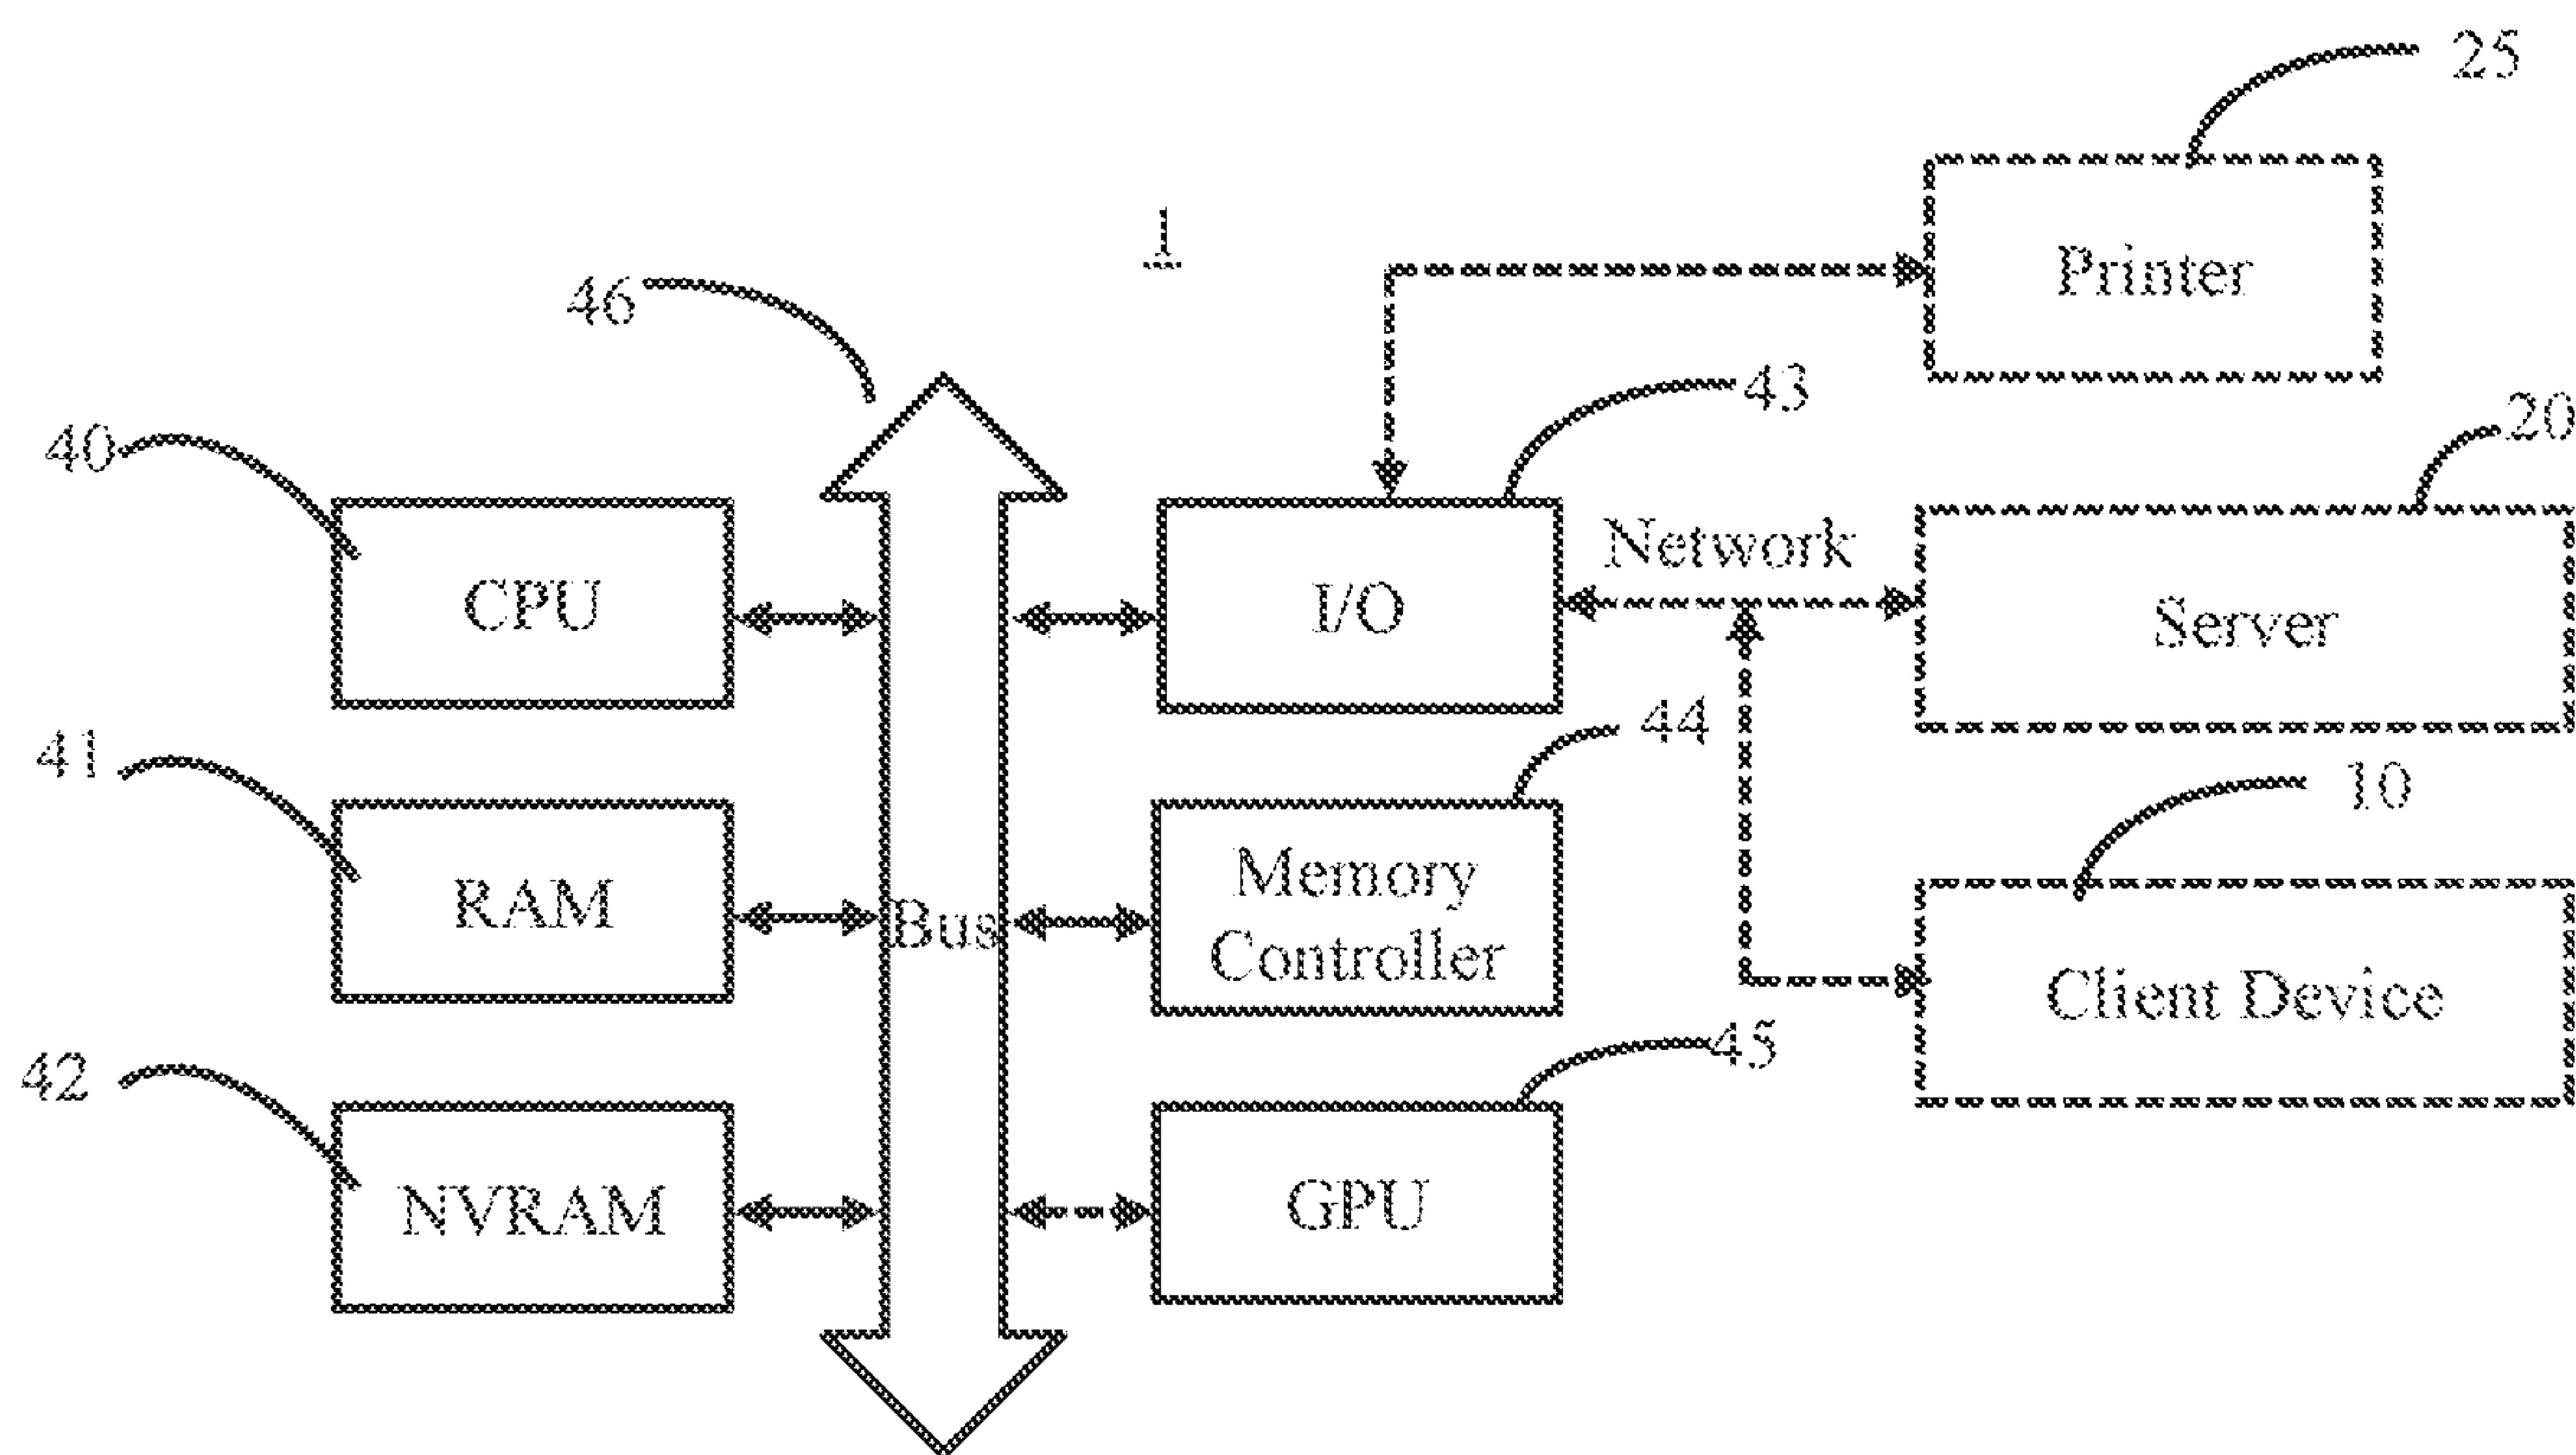 25
1
Printer
46
43
20
40
Network
CPU
I/O
Server
44
41
10
Memory
Controller
RAM
Bus
Client Device
45
42
NVRAM
GPU